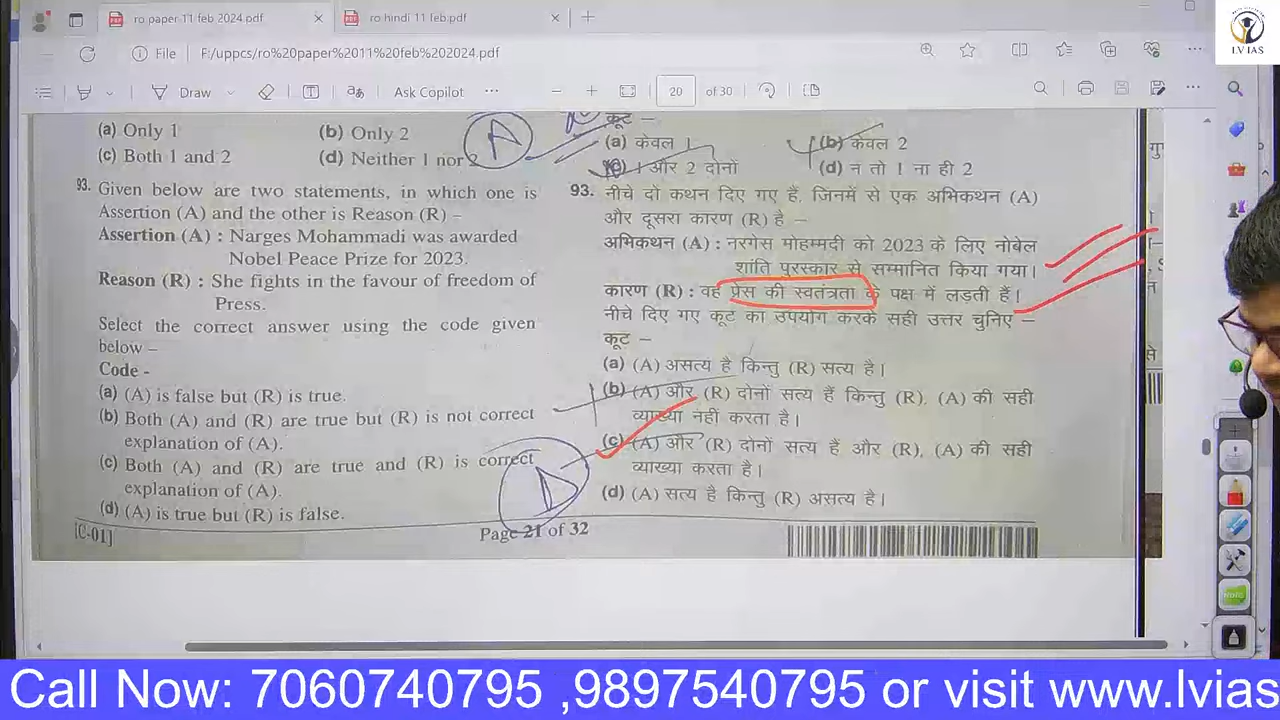 ro paper 11 feb 2024.pdf
ro hindi 11 feb.pdf
LV IAS
File
F:/uppcs/ro%20paper%2011%20feb%202024.pdf
Draw
Ask Copilot
20
of 30
(a) Only 1
(b) Only 2
(c) Both 1 and 2
(d) Neither 1 nor 2
A
93. Given below are two statements, in which one is
Assertion (A) and the other is Reason (R) –
Assertion (A) : Narges Mohammadi was awarded
Nobel Peace Prize for 2023.
Reason (R) : She fights in the favour of freedom of
Press.
Select the correct answer using the code given
below –
Code -
(a) (A) is false but (R) is true.
(b) Both (A) and (R) are true but (R) is not correct
explanation of (A).
(c) Both (A) and (R) are true and (R) is correct
explanation of (A).
(d) (A) is true but (R) is false.
D
कूट –
(a) केवल 1
(b) केवल 2
(c) 1 और 2 दोनों
(d) न तो 1 ना ही 2
93. नीचे दो कथन दिए गए हैं, जिनमें से एक अभिकथन (A)
और दूसरा कारण (R) है –
अभिकथन (A) : नरगेस मोहम्मदी को 2023 के लिए नोबेल
शांति पुरस्कार से सम्मानित किया गया।
कारण (R) : वह प्रेस की स्वतंत्रता के पक्ष में लड़ती हैं।
नीचे दिए गए कूट का उपयोग करके सही उत्तर चुनिए –
कूट –
(a) (A) असत्य है किन्तु (R) सत्य है।
(b) (A) और (R) दोनों सत्य हैं किन्तु (R), (A) की सही
व्याख्या नहीं करता है।
(c) (A) और (R) दोनों सत्य हैं और (R), (A) की सही
व्याख्या करता है।
(d) (A) सत्य है किन्तु (R) असत्य है।
[C-01]
Page 21 of 32
Call Now: 7060740795 ,9897540795 or visit www.lvias